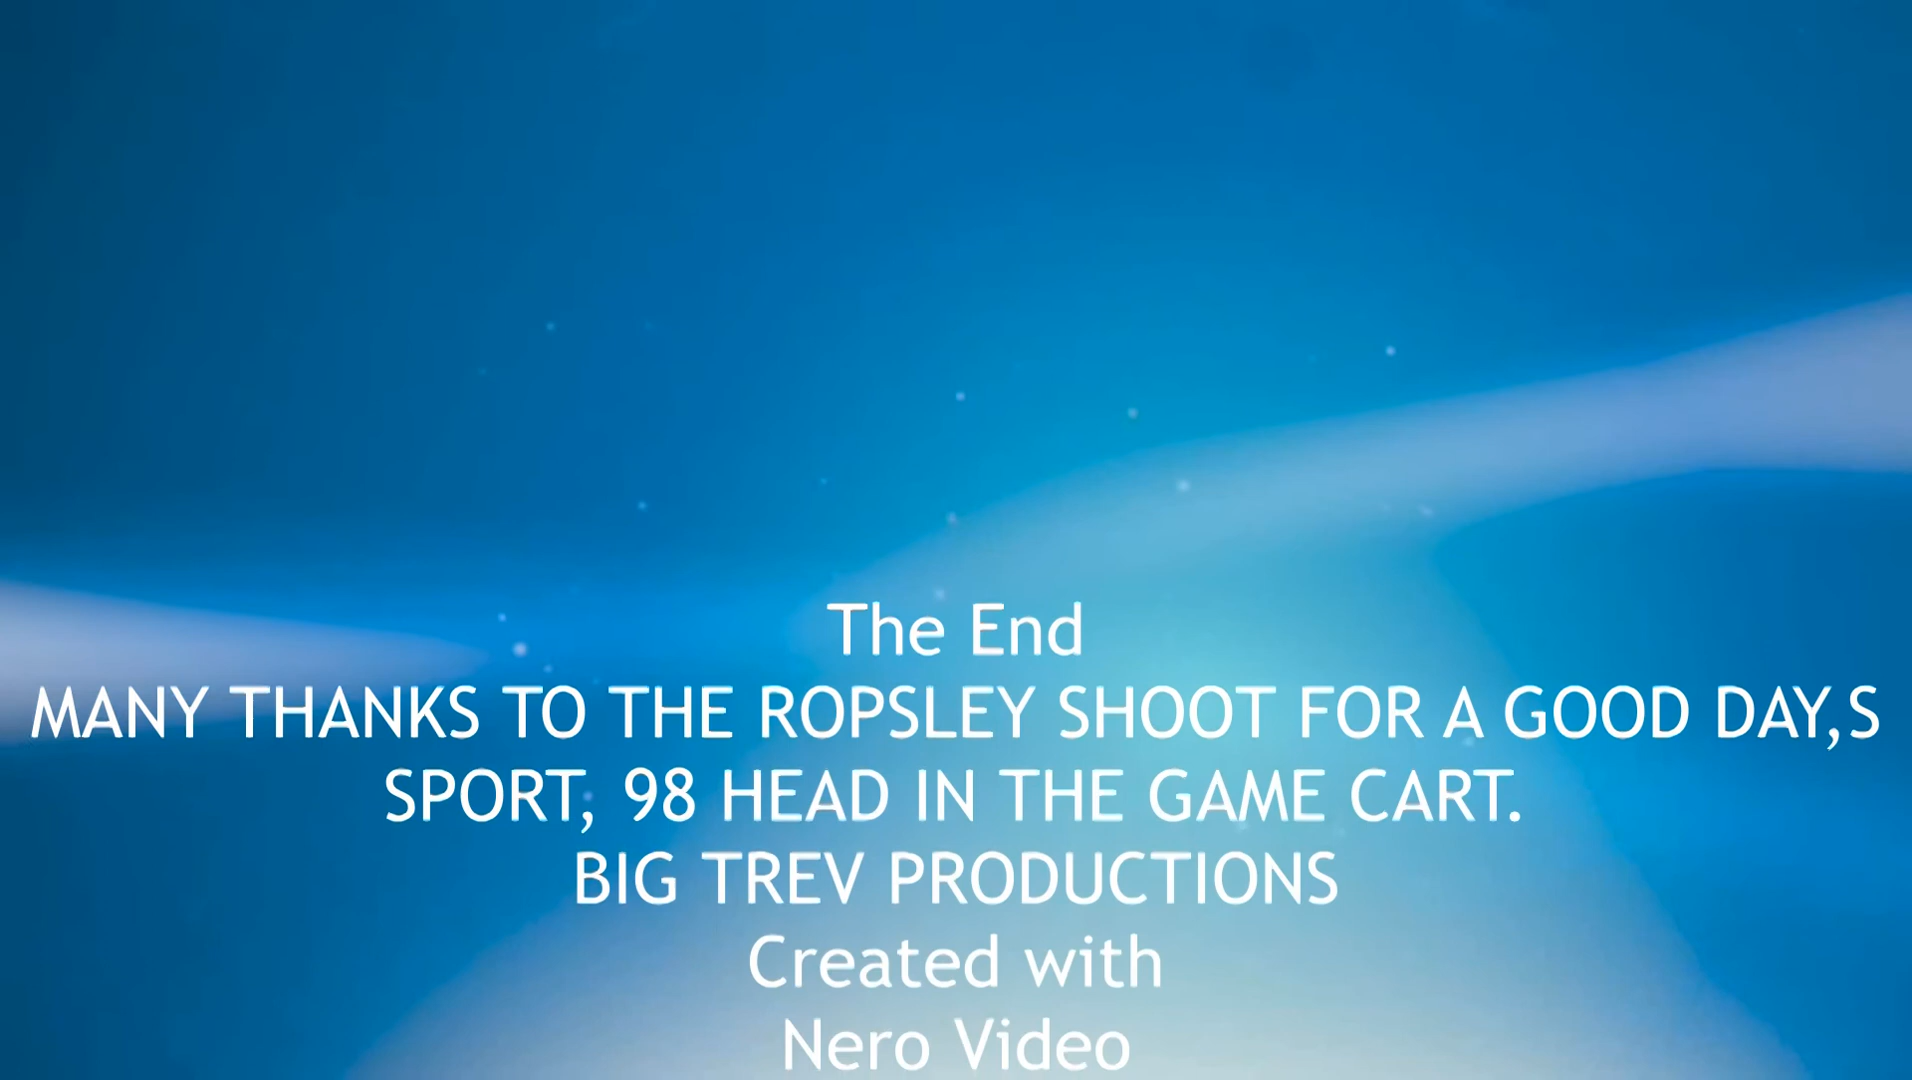 The End
MANY THANKS TO THE ROPSLEY SHOOT FOR A GOOD DAY,S
SPORT, 98 HEAD IN THE GAME CART.
BIG TREV PRODUCTIONS
Created with
Nero Video